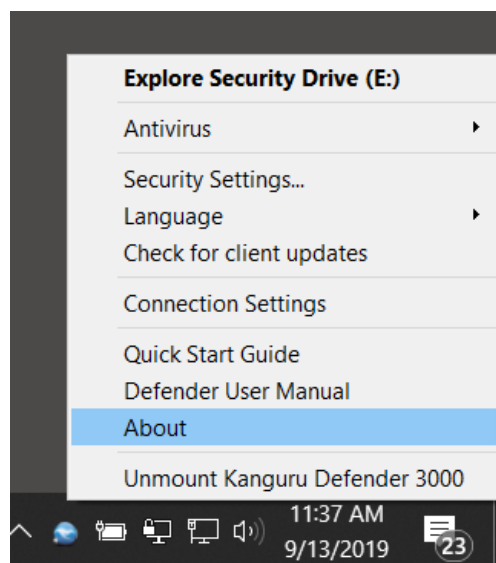 Explore Security Drive (E:)
Antivirus
Security Settings...
Language
Check for client updates
Connection Settings
Quick Start Guide
Defender User Manual
About
Unmount Kanguru Defender 3000
11:37 AM
9/13/2019
23